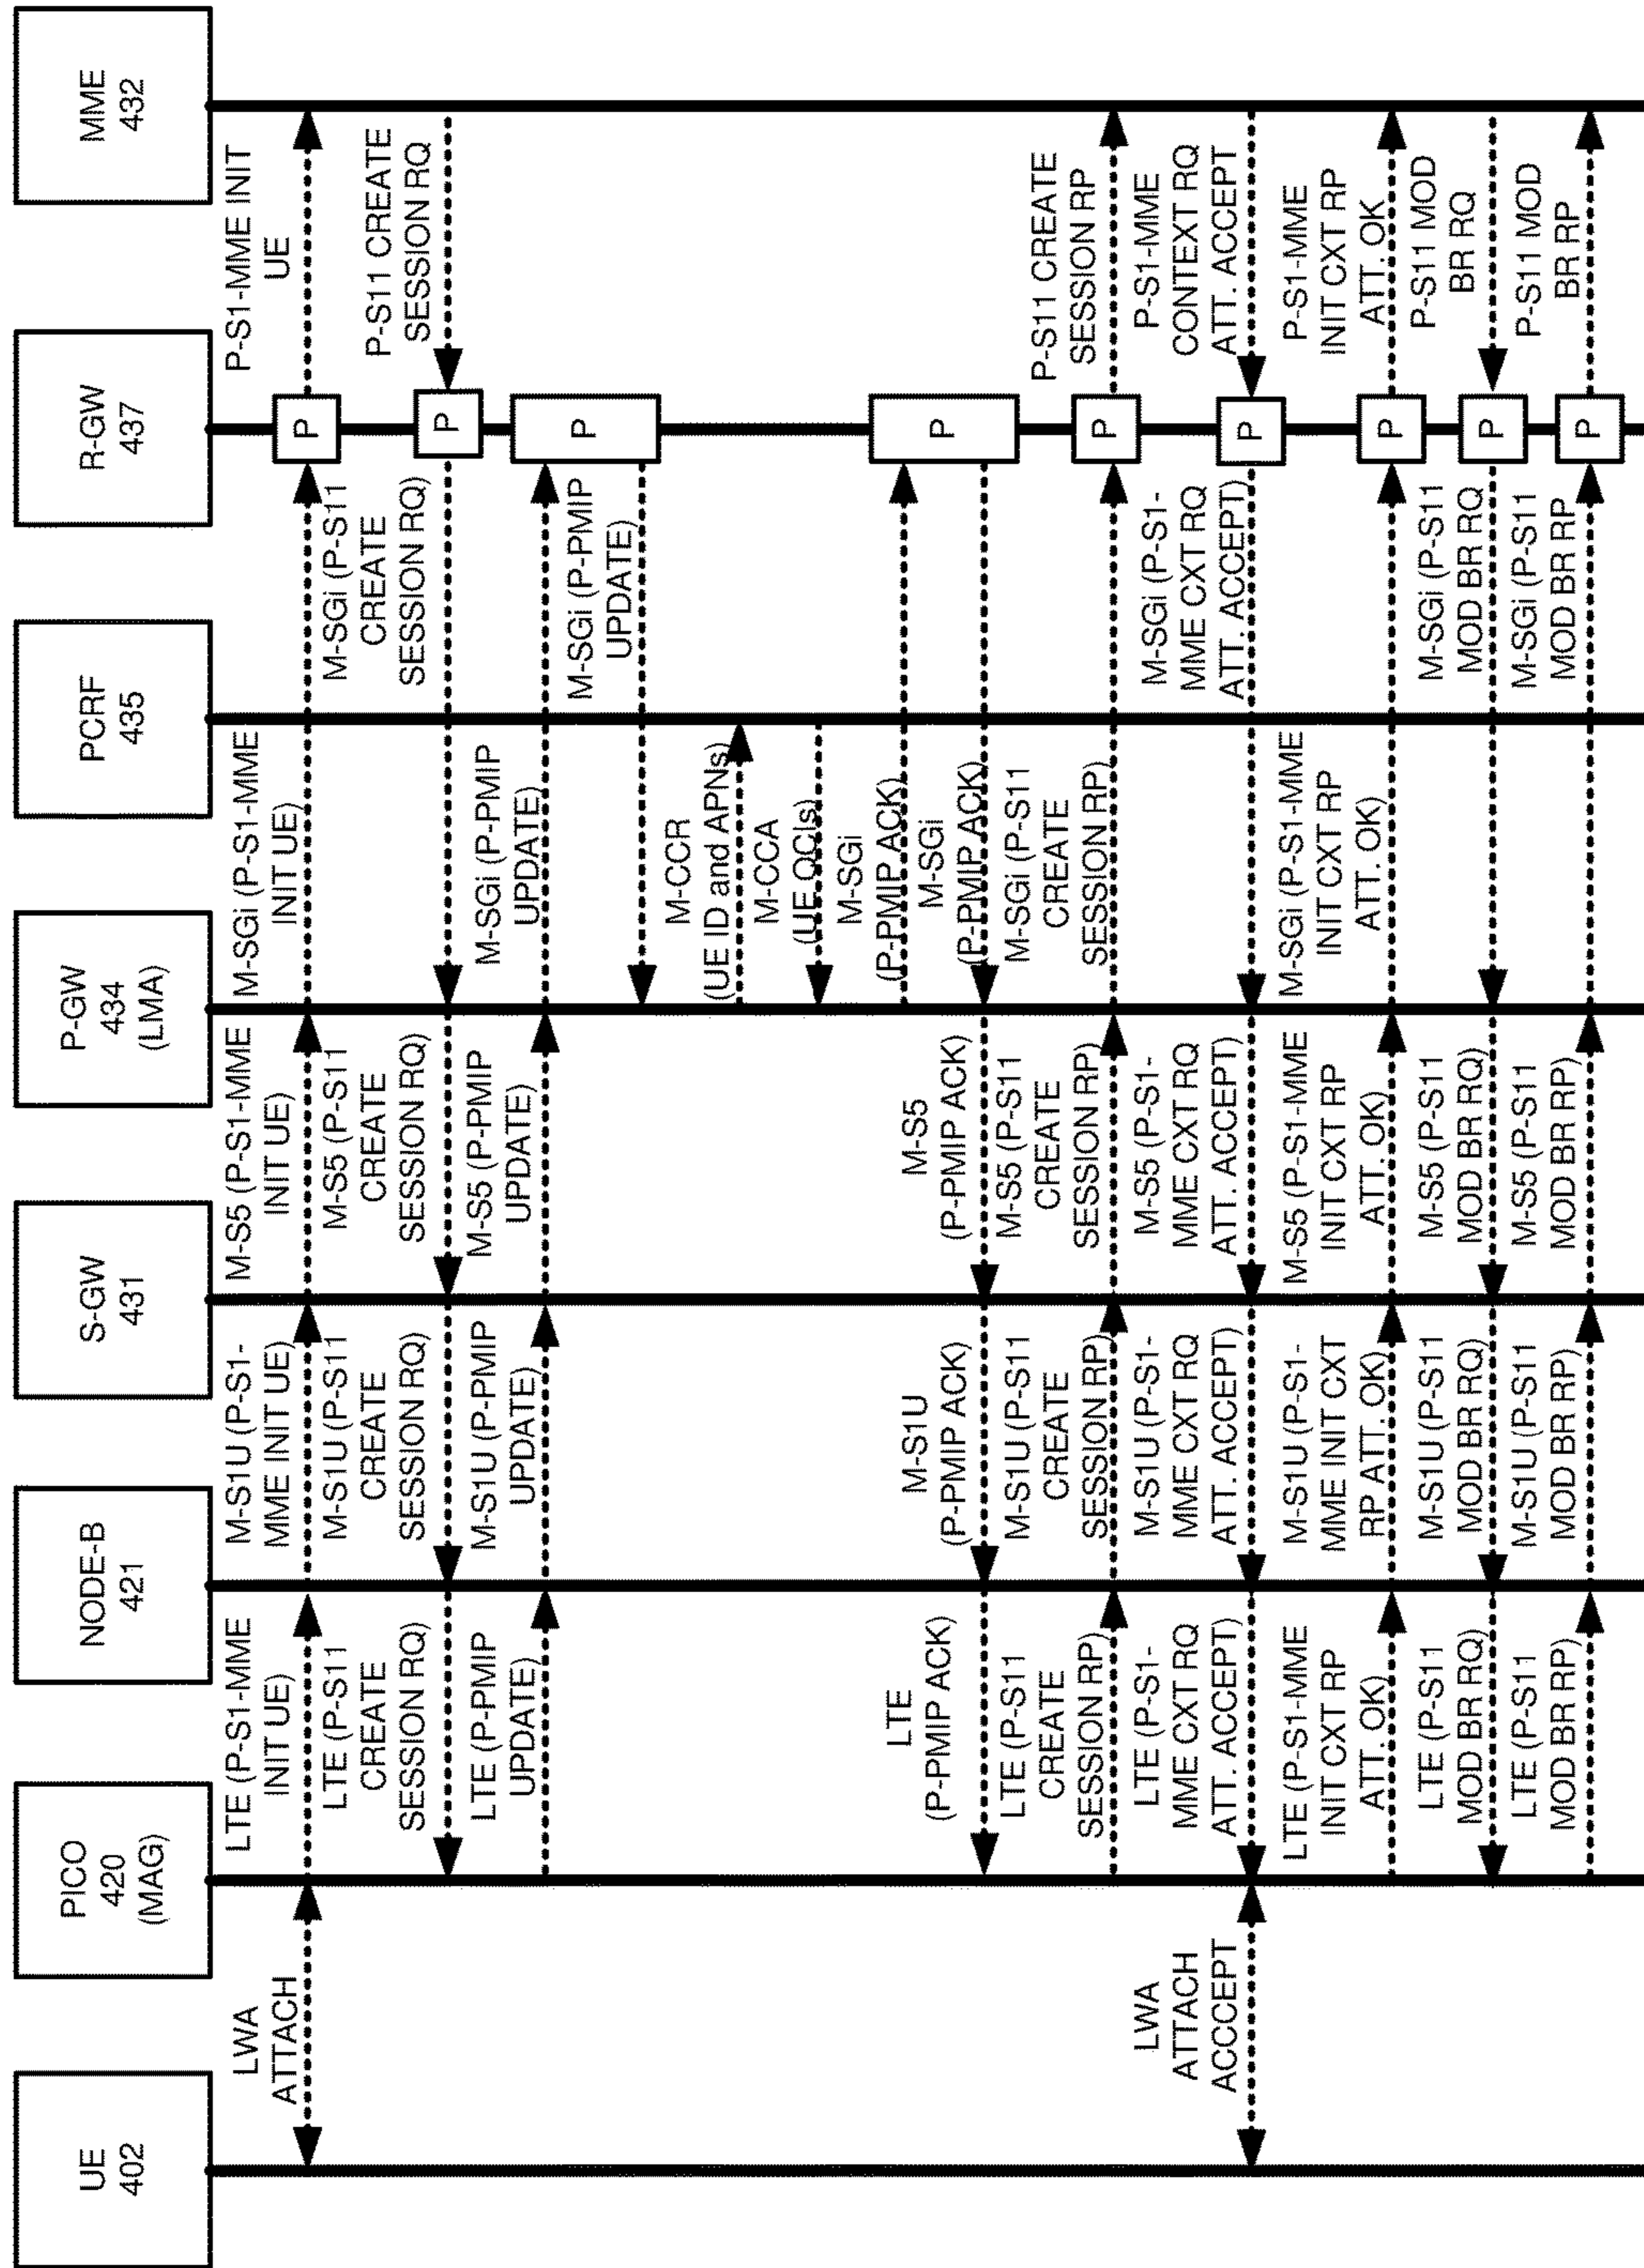 UE
402
PICO
420
(MAG)
NODE-B
421
S-GW
431
P-GW
434
(LMA)
PCRF
435
R-GW
437
MME
432
LWA
ATTACH
LTE (P-S1-MME
INIT UE)
M-S1U (P-S1-
MME INIT UE)
M-S5 (P-S1-MME
INIT UE)
M-SGi (P-S1-MME
INIT UE)
P
P-S1-MME INIT
UE
LTE (P-S11
CREATE
SESSION RQ)
M-S1U (P-S11
CREATE
SESSION RQ)
M-S5 (P-S11
CREATE
SESSION RQ)
M-SGi (P-S11
CREATE
SESSION RQ)
P
P-S11 CREATE
SESSION RQ
LTE (P-PMIP
UPDATE)
M-S1U (P-PMIP
UPDATE)
M-S5 (P-PMIP
UPDATE)
M-SGi (P-PMIP
UPDATE)
P
M-SGi (P-PMIP
UPDATE)
M-CCR
(UE ID and APNs)
M-CCA
(UE QCIs)
M-SGi
(P-PMIP ACK)
P
LTE
(P-PMIP ACK)
M-S1U
(P-PMIP ACK)
M-S5
(P-PMIP ACK)
M-SGi
(P-PMIP ACK)
LTE (P-S11
CREATE
SESSION RP)
M-S1U (P-S11
CREATE
SESSION RP)
M-S5 (P-S11
CREATE
SESSION RP)
M-SGi (P-S11
CREATE
SESSION RP)
P
P-S11 CREATE
SESSION RP
LWA
ATTACH
ACCCEPT
LTE (P-S1-
MME CXT RQ
ATT. ACCEPT)
M-S1U (P-S1-
MME CXT RQ
ATT. ACCEPT)
M-S5 (P-S1-
MME CXT RQ
ATT. ACCEPT)
M-SGi (P-S1-
MME CXT RQ
ATT. ACCEPT)
P
P-S1-MME
CONTEXT RQ
ATT. ACCEPT
LTE (P-S1-MME
INIT CXT RP
ATT. OK)
M-S1U (P-S1-
MME INIT CXT
RP ATT. OK)
M-S5 (P-S1-MME
INIT CXT RP
ATT. OK)
M-SGi (P-S1-MME
INIT CXT RP
ATT. OK)
P
P-S1-MME
INIT CXT RP
ATT. OK
LTE (P-S11
MOD BR RQ)
M-S1U (P-S11
MOD BR RQ)
M-S5 (P-S11
MOD BR RQ)
M-SGi (P-S11
MOD BR RQ
P
P-S11 MOD
BR RQ
LTE (P-S11
MOD BR RP)
M-S1U (P-S11
MOD BR RP)
M-S5 (P-S11
MOD BR RP)
M-SGi (P-S11
MOD BR RP
P
P-S11 MOD
BR RP